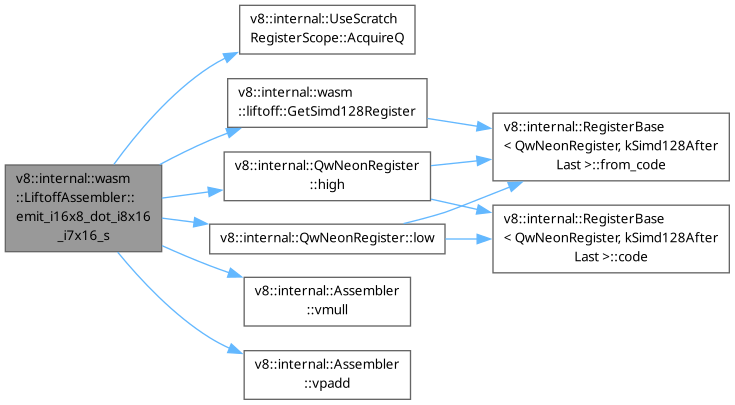 v8::internal::UseScratch
RegisterScope::AcquireQ
v8::internal::wasm
::liftoff::GetSimd128Register
v8::internal::RegisterBase
< QwNeonRegister, kSimd128After
Last >::from_code
v8::internal::QwNeonRegister
::high
v8::internal::wasm
::LiftoffAssembler::
emit_i16x8_dot_i8x16
_i7x16_s
v8::internal::QwNeonRegister::low
v8::internal::RegisterBase
< QwNeonRegister, kSimd128After
Last >::code
v8::internal::Assembler
::vmull
v8::internal::Assembler
::vpadd